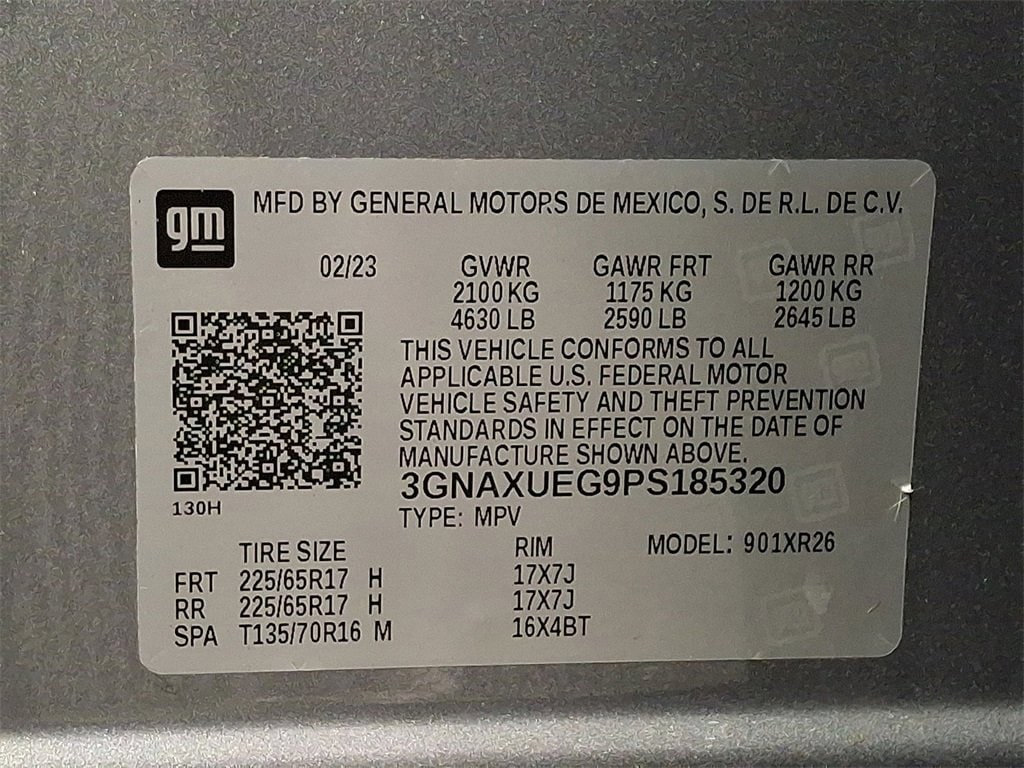 gm
MFD BY GENERAL MOTORS DE MEXICO, S. DE R.L. DE C.V.
02/23 GVWR GAWR FRT GAWR RR
2100 KG 1175 KG 1200 KG
4630 LB 2590 LB 2645 LB
THIS VEHICLE CONFORMS TO ALL
APPLICABLE U.S. FEDERAL MOTOR
VEHICLE SAFETY AND THEFT PREVENTION
STANDARDS IN EFFECT ON THE DATE OF
MANUFACTURE SHOWN ABOVE.
3GNAXUEG9PS185320
130H
TYPE: MPV
TIRE SIZE RIM MODEL: 901XR26
FRT 225/65R17 H 17X7J
RR 225/65R17 H 17X7J
SPA T135/70R16 M 16X4BT